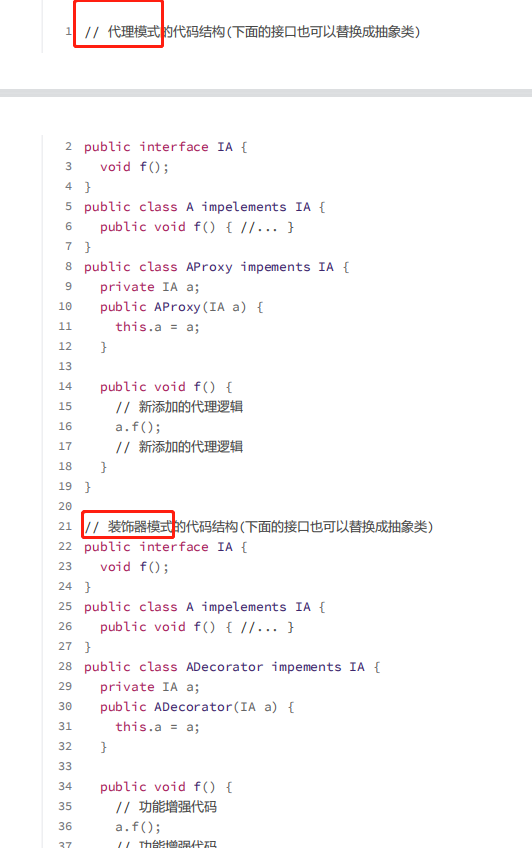 1 // 代理模式的代码结构(下面的接口也可以替换成抽象类)
2 public interface IA {
3 void f();
4 }
5 public class A impelements IA {
6 public void f() { //... }
7 }
8 public class AProxy impements IA {
9 private IA a;
10 public AProxy(IA a) {
11 this.a = a;
12 }
13
14 public void f() {
15 // 新添加的代理逻辑
16 a.f();
17 // 新添加的代理逻辑
18 }
19 }
20
21 // 装饰器模式的代码结构(下面的接口也可以替换成抽象类)
22 public interface IA {
23 void f();
24 }
25 public class A impelements IA {
26 public void f() { //... }
27 }
28 public class ADecorator impements IA {
29 private IA a;
30 public ADecorator(IA a) {
31 this.a = a;
32 }
33
34 public void f() {
35 // 功能增强代码
36 a.f();
37 // 功能增强代码